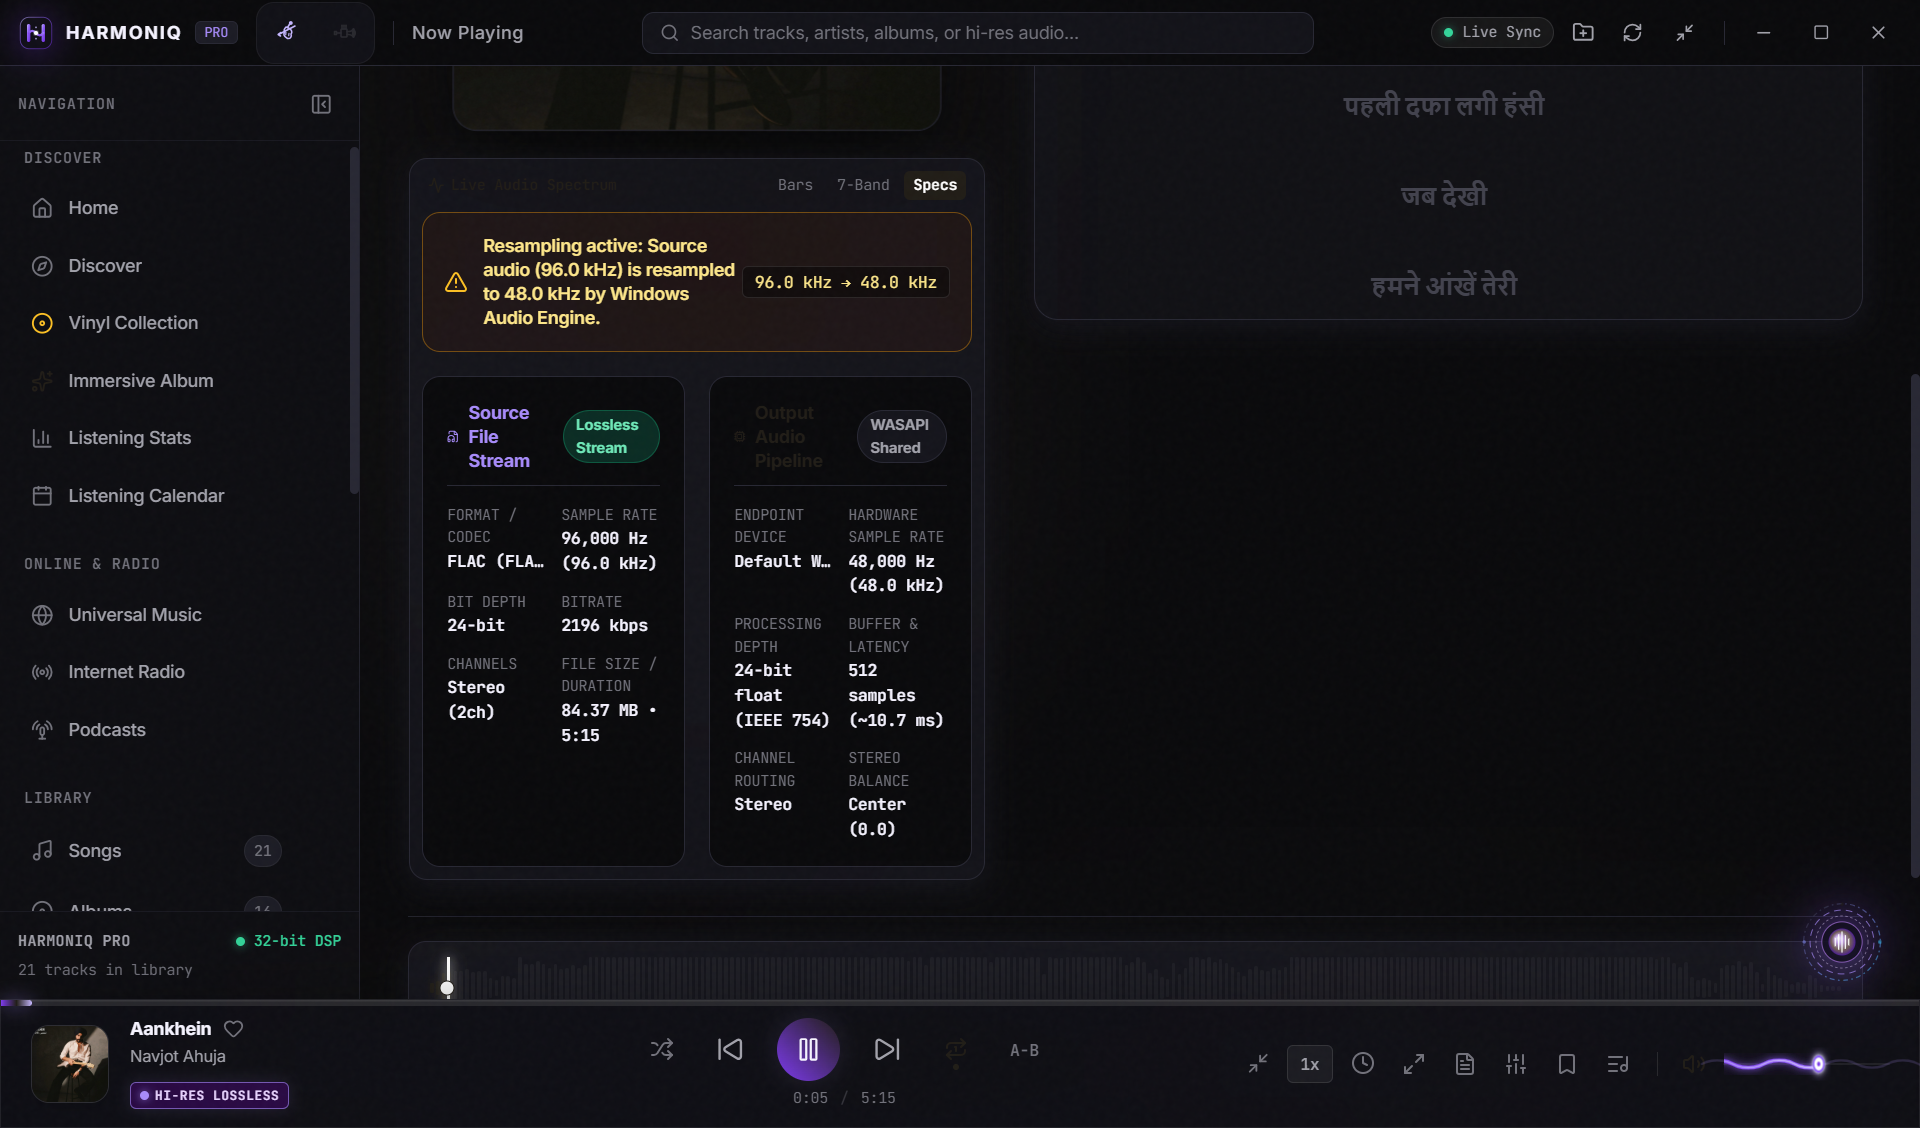 HARMONIQ PRO
Now Playing
Search tracks, artists, albums, or hi-res audio...
Live Sync
NAVIGATION
DISCOVER
Home
Discover
Vinyl Collection
Immersive Album
Listening Stats
Listening Calendar
ONLINE & RADIO
Universal Music
Internet Radio
Podcasts
LIBRARY
Songs 21
Albums 16
HARMONIQ PRO
32-bit DSP
21 tracks in library
Live Audio Spectrum
Bars 7-Band Specs
Resampling active: Source
audio (96.0 kHz) is resampled
to 48.0 kHz by Windows
Audio Engine.
96.0 kHz → 48.0 kHz
Source
File
Stream
Lossless
Stream
FORMAT /
CODEC
FLAC (FLA…
SAMPLE RATE
96,000 Hz
(96.0 kHz)
BIT DEPTH
24-bit
BITRATE
2196 kbps
CHANNELS
Stereo
(2ch)
FILE SIZE /
DURATION
84.37 MB •
5:15
Output
Audio
Pipeline
WASAPI
Shared
ENDPOINT
DEVICE
Default W…
HARDWARE
SAMPLE RATE
48,000 Hz
(48.0 kHz)
PROCESSING
DEPTH
24-bit
float
(IEEE 754)
BUFFER &
LATENCY
512
samples
(~10.7 ms)
CHANNEL
ROUTING
Stereo
STEREO
BALANCE
Center
(0.0)
पहली दफा लगी हंसी
जब देखी
हमने आंखें तेरी
Aankhein
Navjot Ahuja
HI-RES LOSSLESS
A-B
0:05 / 5:15
1x